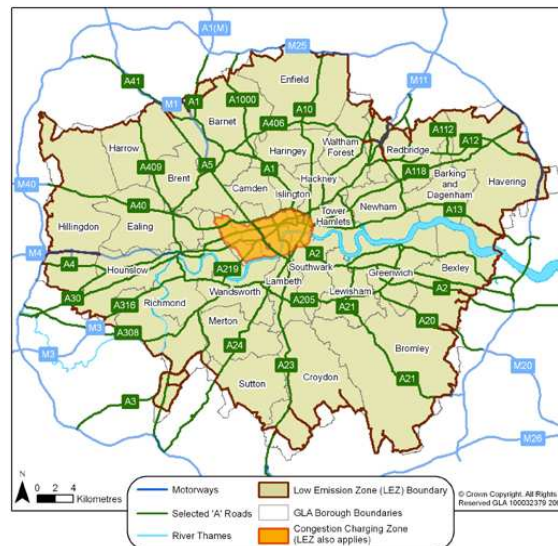 A1(M)
M25
A41
M11
Enfield
M1
A1
A1000
A10
Barnet
A406
A112
Waltham
Forest
Redbridge
A12
Harrow
Haringey
A409
A5
A1
Hackney
A118
Barking
and
Dagenham
Havering
Brent
Camden
Islington
M40
A40
Tower
Hamlets
Newham
A13
Hillingdon
Ealing
M4
A4
Hounslow
A219
Southwark
A2
Greenwich
Bexley
A30
A316
Richmond
Wandsworth
Lambeth
Lewisham
A2
A205
A21
M3
A308
Merton
A20
A24
Bromley
M20
M3
A23
A21
Sutton
Croydon
A3
M26
N
0 2 4
Kilometres
Motorways
Selected 'A' Roads
River Thames
Low Emission Zone (LEZ) Boundary
GLA Borough Boundaries
Congestion Charging Zone
(LEZ also applies)
© Crown Copyright. All Rights
Reserved GLA 100032379